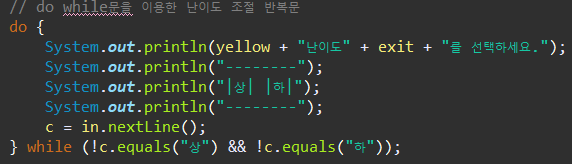 // do while문을 이용한 난이도 조절 반복문
do {
System.out.println(yellow + "난이도" + exit + "를 선택하세요.");
System.out.println("--------");
System.out.println("|상| |하|");
System.out.println("--------");
c = in.nextLine();
} while (!c.equals("상") && !c.equals("하"));